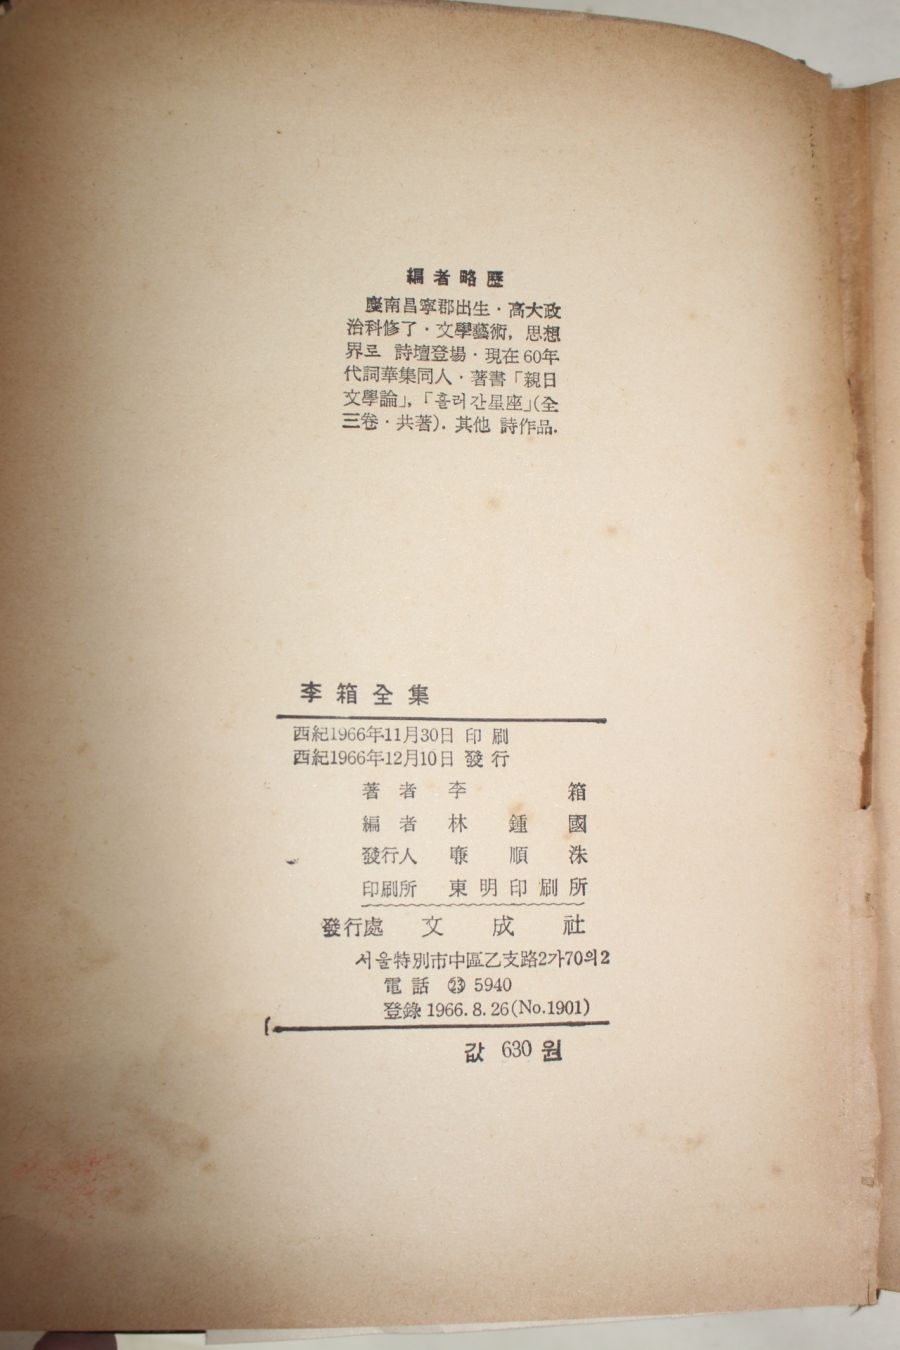 編者略歷
慶南昌寧郡出生·高大政
治科修了·文學藝術, 思想
界로 詩壇登場·現在60年
代詞華集同人·著書「親日
文學論」, 「흘러간星座」(全
三卷·共著). 其他 詩作品.
李箱全集
西紀1966年11月30日 印刷
西紀1966年12月10日 發行
著者 李箱
編者 林鍾國
發行人 順洙
印刷所 東明印刷所
發行處 文成社
서울特別市中區乙支路2가70의2
電話 ㉓ 5940
登錄 1966. 8. 26 (No. 1901)
값 630 원